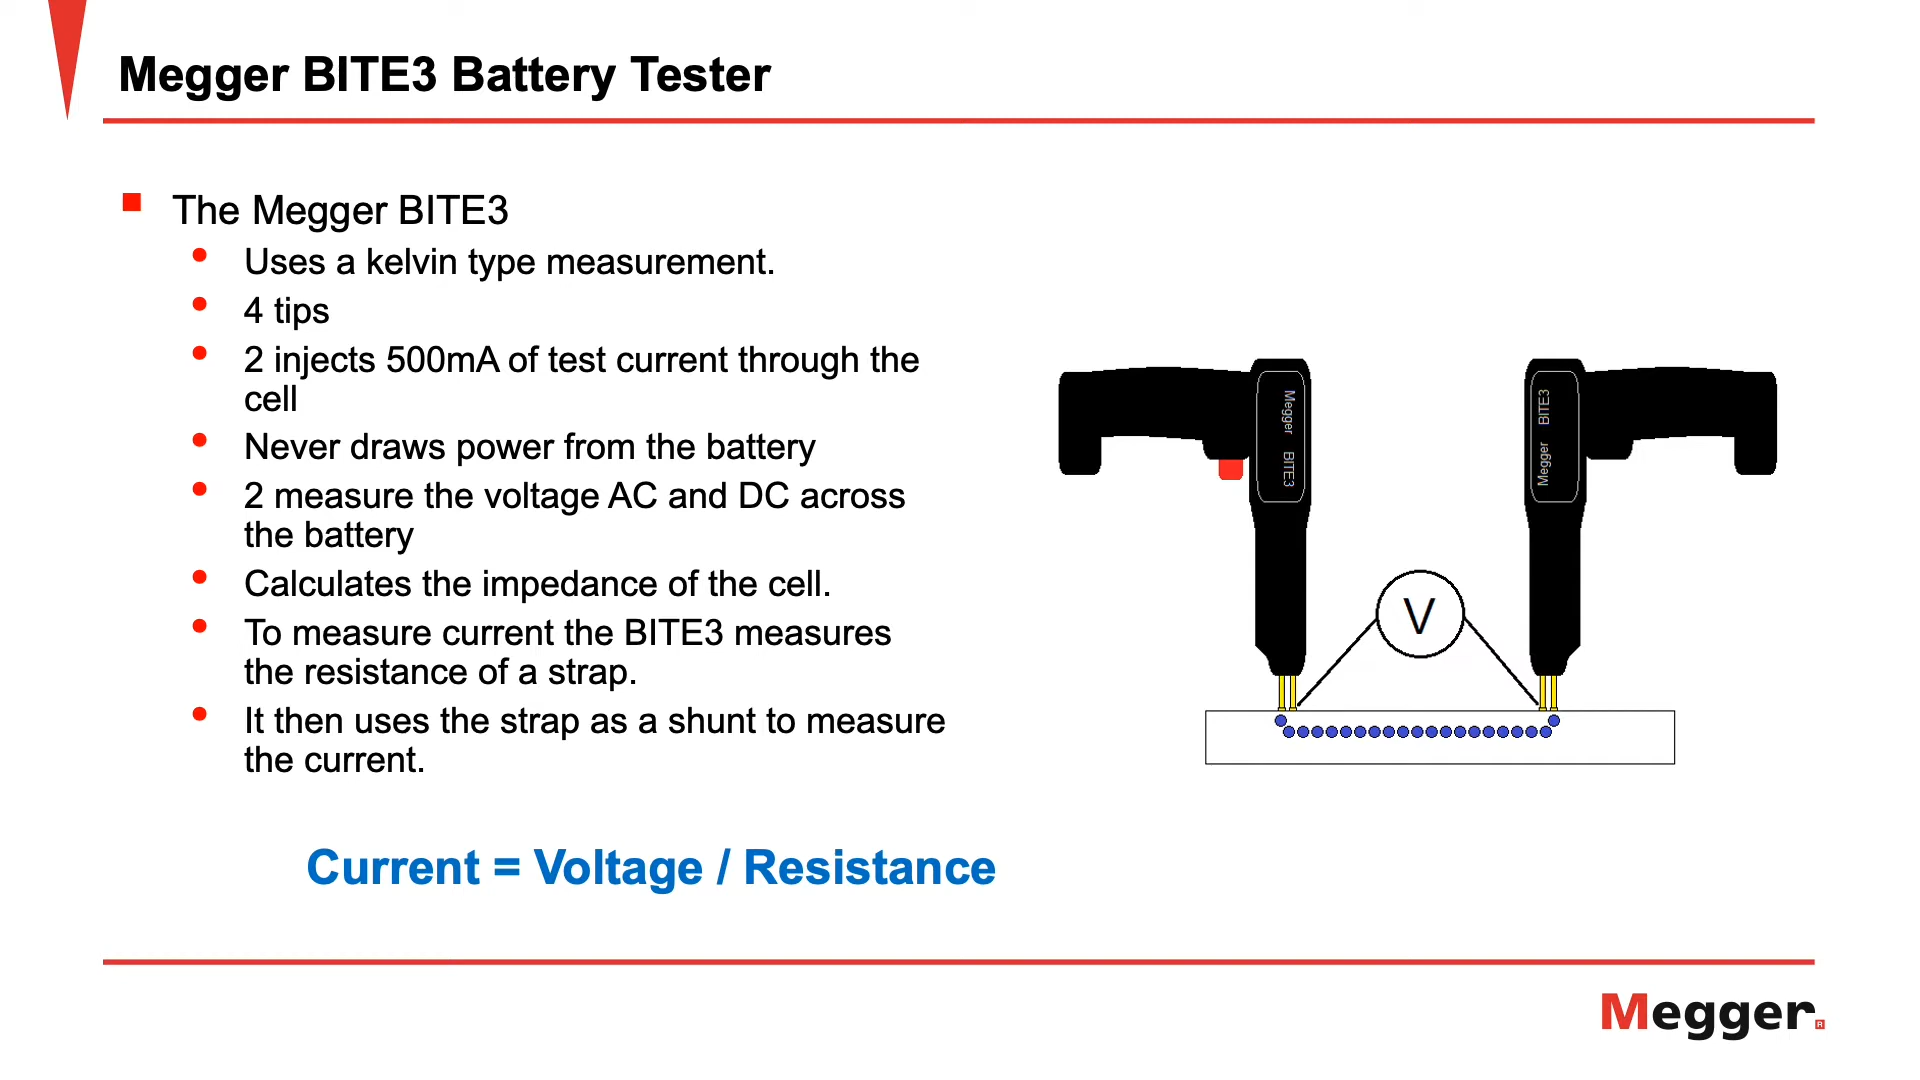 Megger BITE3 Battery Tester
The Megger BITE3
Uses a kelvin type measurement.
4 tips
2 injects 500mA of test current through the
cell
Never draws power from the battery
2 measure the voltage AC and DC across
the battery
Calculates the impedance of the cell.
To measure current the BITE3 measures
the resistance of a strap.
It then uses the strap as a shunt to measure
the current.
Megger BITE3
Megger BITE3
V
Current = Voltage / Resistance
Megger®